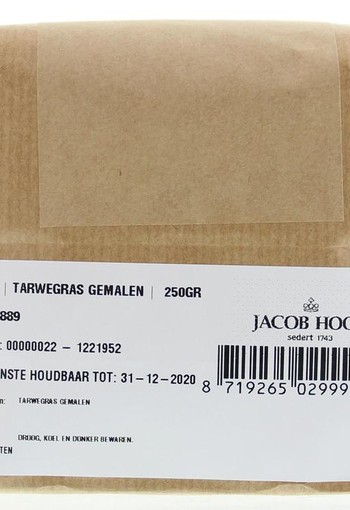 | TARWEGRAS GEMALEN | 250GR
889
: 00000022 – 1221952
NSTE HOUDBAAR TOT: 31-12-2020
n: TARWEGRAS GEMALEN
DROOG, KOEL EN DONKER BEWAREN.
TEN
JACOB HOO
sedert 1743
8 719265 02999